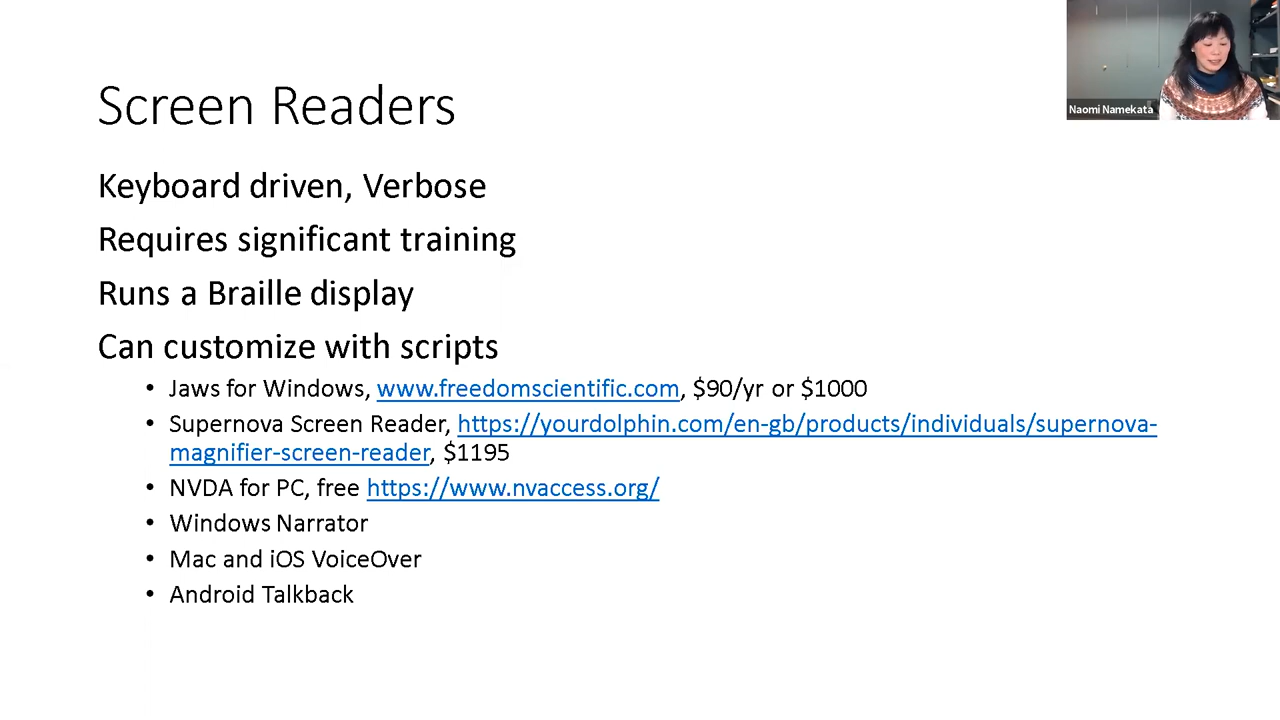 Screen Readers
Naomi Namekata
Keyboard driven, Verbose
Requires significant training
Runs a Braille display
Can customize with scripts
• Jaws for Windows, www.freedomscientific.com, $90/yr or $1000
• Supernova Screen Reader, https://yourdolphin.com/en-gb/products/individuals/supernova-
magnifier-screen-reader, $1195
• NVDA for PC, free https://www.nvaccess.org/
• Windows Narrator
• Mac and iOS VoiceOver
• Android Talkback